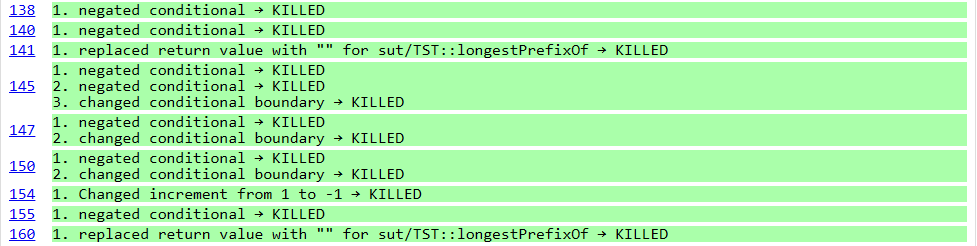 138 1. negated conditional → KILLED
140 1. negated conditional → KILLED
141 1. replaced return value with "" for sut/TST::longestPrefixOf → KILLED
145 1. negated conditional → KILLED
2. negated conditional → KILLED
3. changed conditional boundary → KILLED
147 1. negated conditional → KILLED
2. changed conditional boundary → KILLED
150 1. negated conditional → KILLED
2. changed conditional boundary → KILLED
154 1. Changed increment from 1 to -1 → KILLED
155 1. negated conditional → KILLED
160 1. replaced return value with "" for sut/TST::longestPrefixOf → KILLED